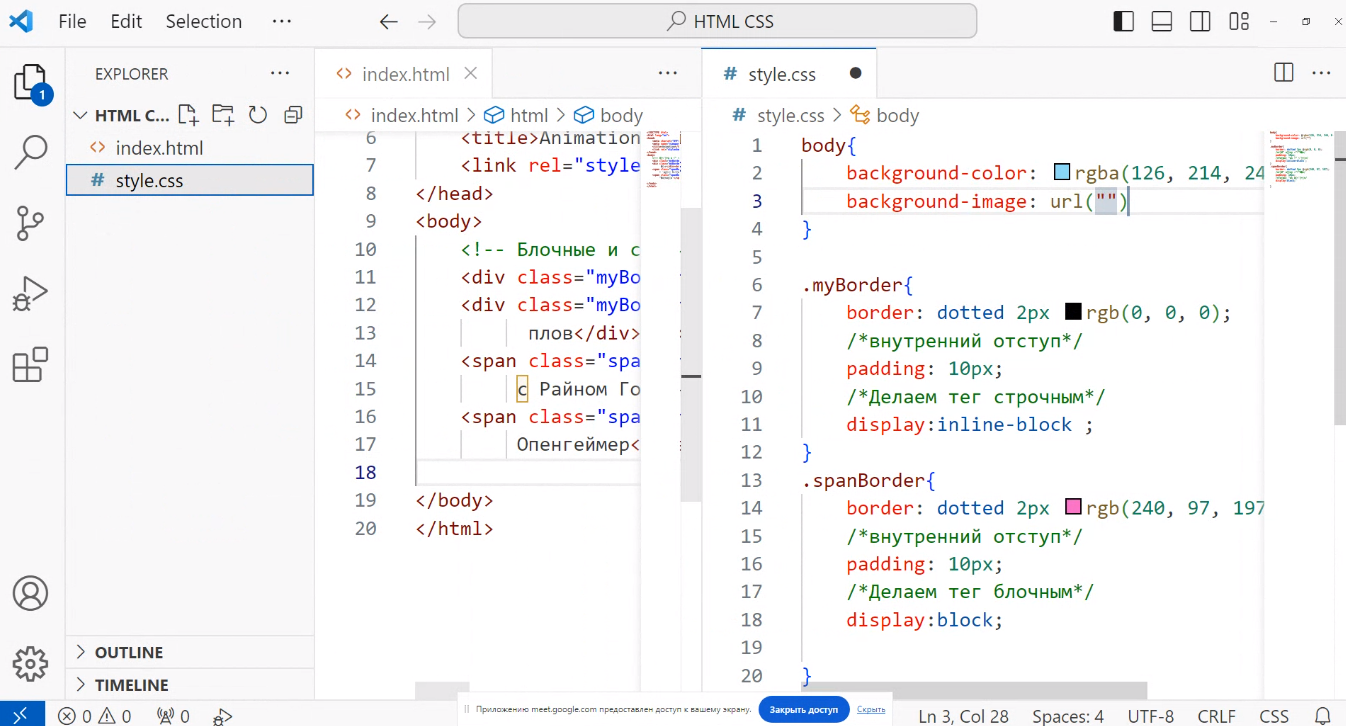 File Edit Selection ··· HTML CSS
EXPLORER ···
index.html
style.css
HTML C...
index.html > html > body
style.css > body
1
index.html
style.css
6 <title>Animation
7 <link rel="style
8 </head>
9 <body>
10 <!-- Блочные и с
11 <div class="myBo
12 <div class="myBo
13 плов</div>
14 <span class="spa
15 с Райном Го
16 <span class="spa
17 Опенгеймер<
18
19 </body>
20 </html>
1 body{
2 background-color: rgba(126, 214, 24
3 background-image: url("")
4 }
5
6 .myBorder{
7 border: dotted 2px rgb(0, 0, 0);
8 /*внутренний отступ*/
9 padding: 10px;
10 /*Делаем тег строчным*/
11 display:inline-block ;
12 }
13 .spanBorder{
14 border: dotted 2px rgb(240, 97, 197
15 /*внутренний отступ*/
16 padding: 10px;
17 /*Делаем тег блочным*/
18 display:block;
19
20 }
OUTLINE
TIMELINE
0 0 0
Приложению meet.google.com предоставлен доступ к вашему экрану. Закрыть доступ Скрыть
Ln 3, Col 28 Spaces: 4 UTF-8 CRLF CSS